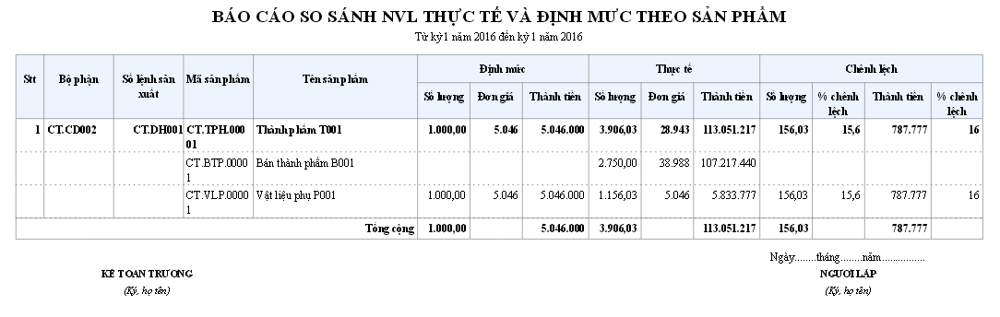 BÁO CÁO SO SÁNH NVL THỰC TẾ VÀ ĐỊNH MƯC THEO SẢN PHẨM
Từ kỳ 1 năm 2016 đến kỳ 1 năm 2016
Stt Bộ phận Số lệnh sản xuất Mã sản phẩm Tên sản phẩm Định mức Thực tế Chênh lệch
Số lượng Đơn giá Thành tiền Số lượng Đơn giá Thành tiền Số lượng % chênh lệch Thành tiền % chênh lệch
1 CT.CD002 CT.DH001 CT.TPH.00001 Thành phẩm T001 1.000,00 5.046 5.046.000 3.906,03 28.943 113.051.217 156,03 15,6 787.777 16
CT.BTP.00001 Bán thành phẩm B001 2.750,00 38.988 107.217.440
CT.VLP.00001 Vật liệu phụ P001 1.000,00 5.046 5.046.000 1.156,03 5.046 5.833.777 156,03 15,6 787.777 16
Tổng cộng 1.000,00 5.046.000 3.906,03 113.051.217 156,03 787.777
Ngày........tháng........năm................
KẾ TOAN TRƯƠNG NGƯƠI LẬP
(Ký, họ tên) (Ký, họ tên)